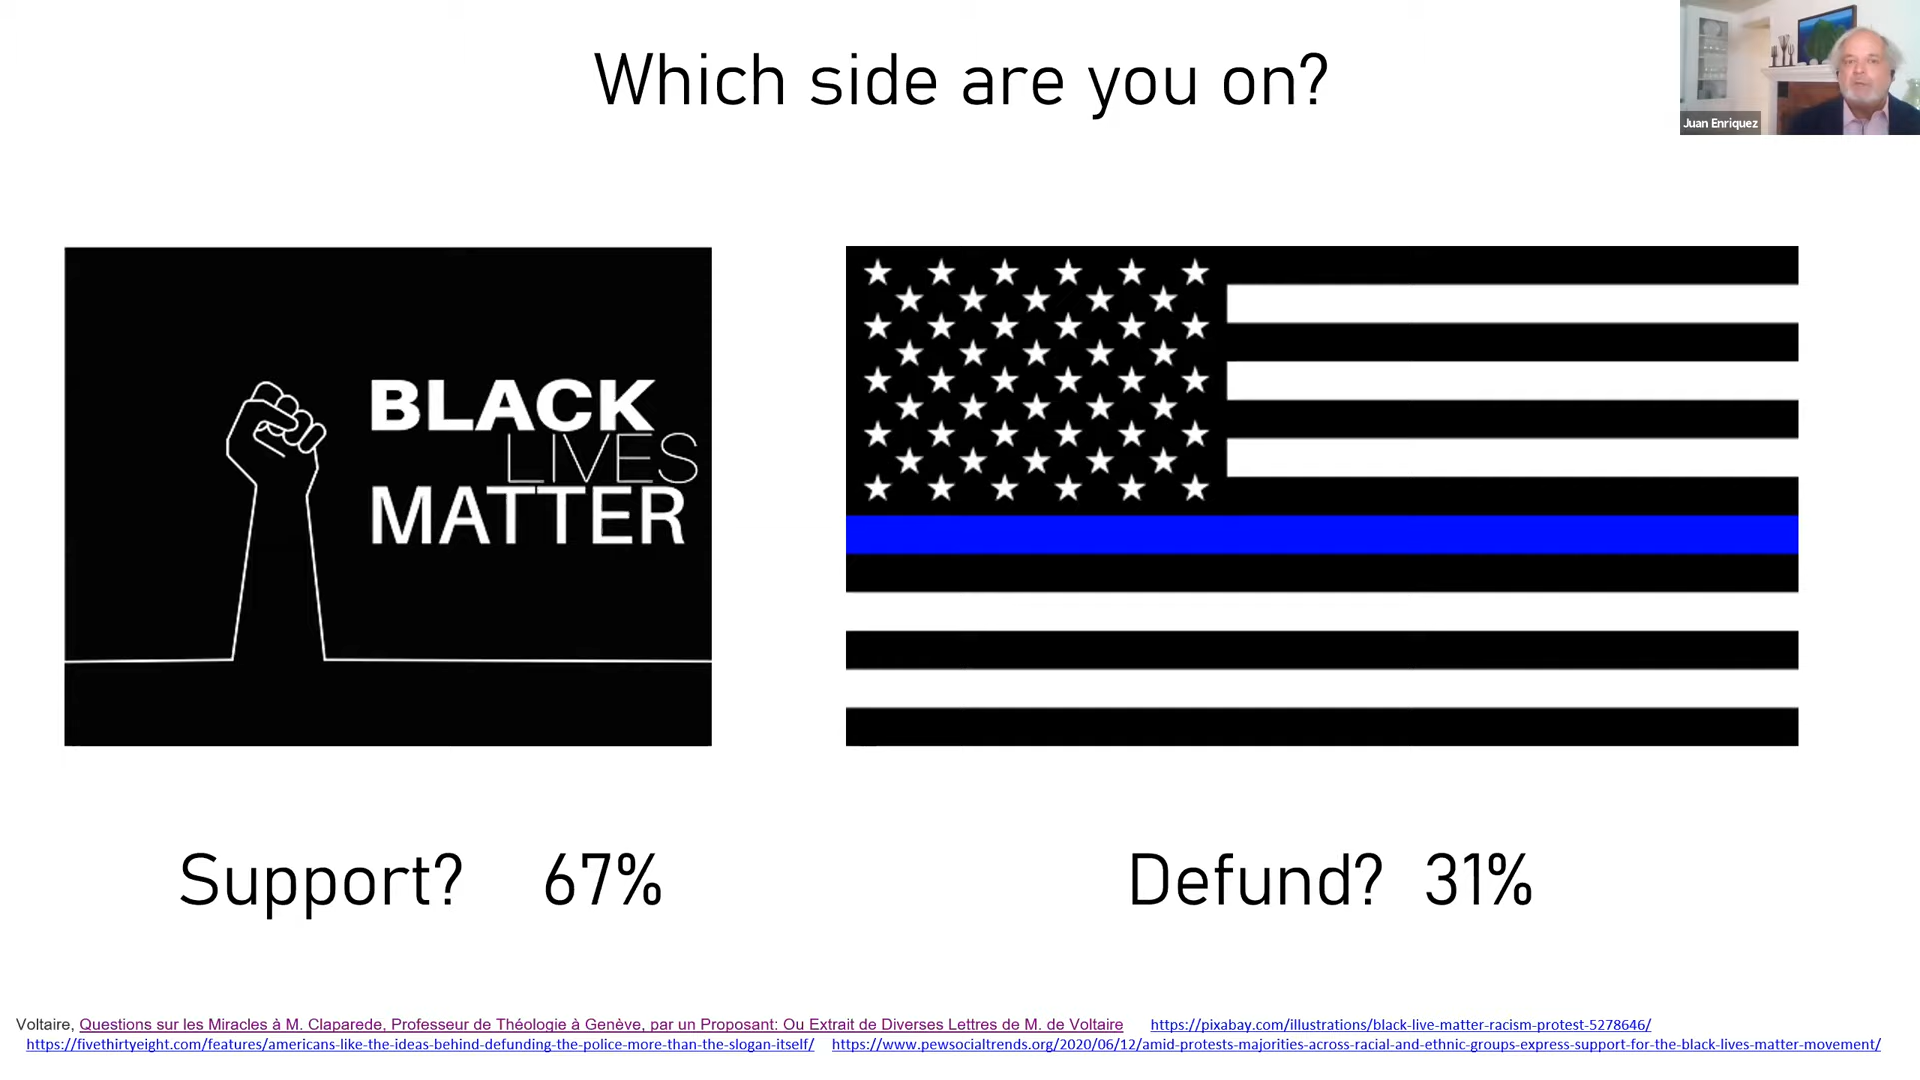 Which side are you on?
Juan Enriquez
BLACK
LIVES
MATTER
Support? 67%
Defund? 31%
Voltaire, Questions sur les Miracles à M. Claparede, Professeur de Théologie à Genève, par un Proposant: Ou Extrait de Diverses Lettres de M. de Voltaire https://pixabay.com/illustrations/black-live-matter-racism-protest-5278646/
https://fivethirtyeight.com/features/americans-like-the-ideas-behind-defunding-the-police-more-than-the-slogan-itself/ https://www.pewsocialtrends.org/2020/06/12/amid-protests-majorities-across-racial-and-ethnic-groups-express-support-for-the-black-lives-matter-movement/